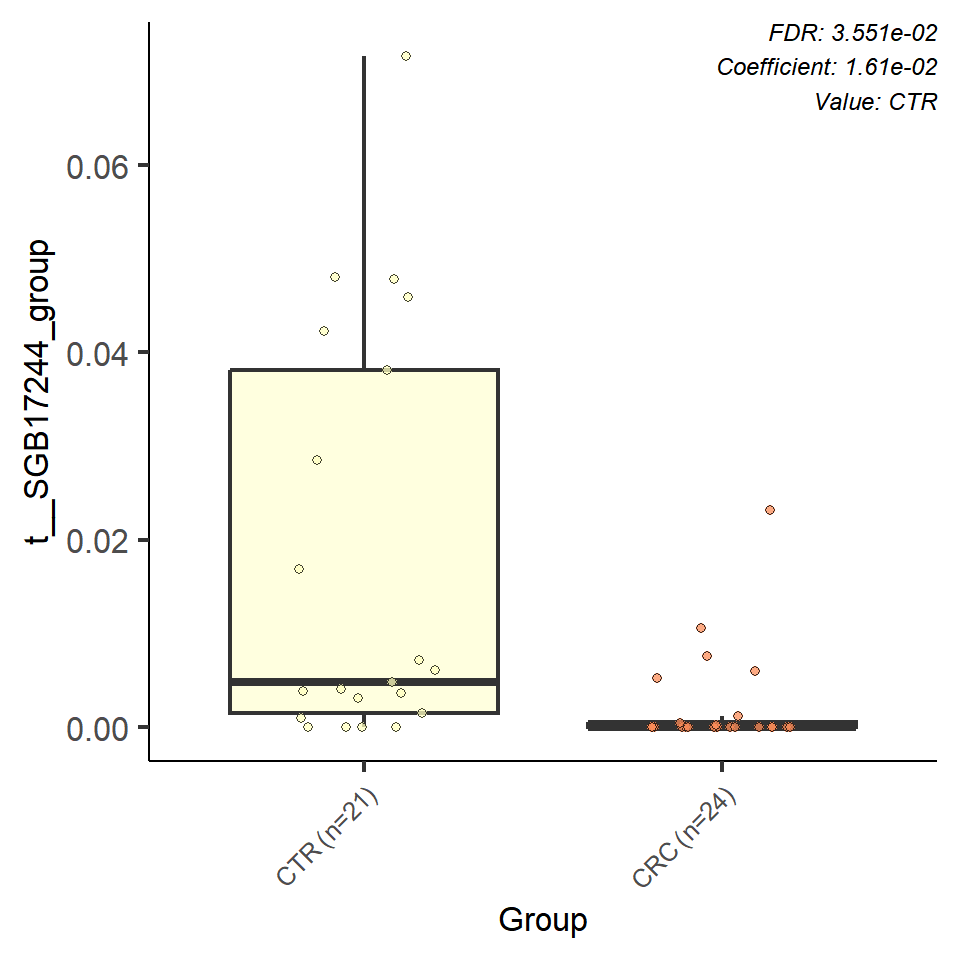 FDR: 3.551e-02
Coefficient: 1.61e-02
Value: CTR
t__SGB17244_group
0.06
0.04
0.02
0.00
CTR (n=21)
CRC (n=24)
Group